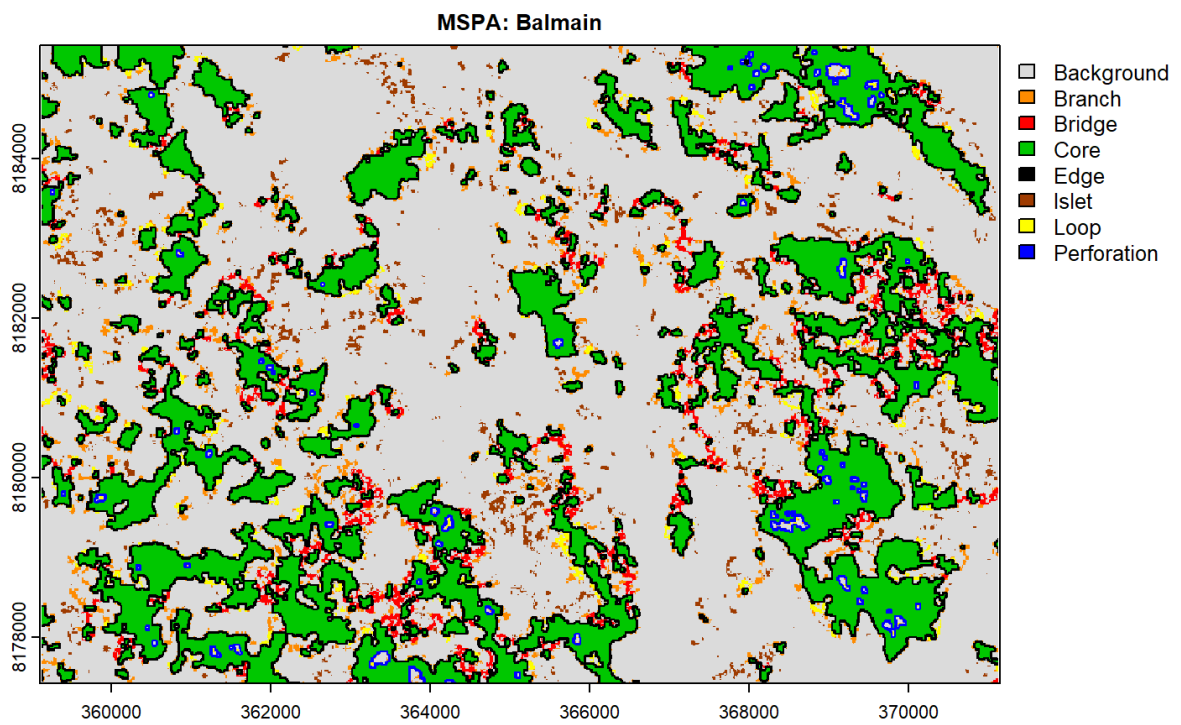 MSPA: Balmain
Background
Branch
Bridge
Core
Edge
Islet
Loop
Perforation
8184000
8182000
8180000
8178000
360000 362000 364000 366000 368000 370000